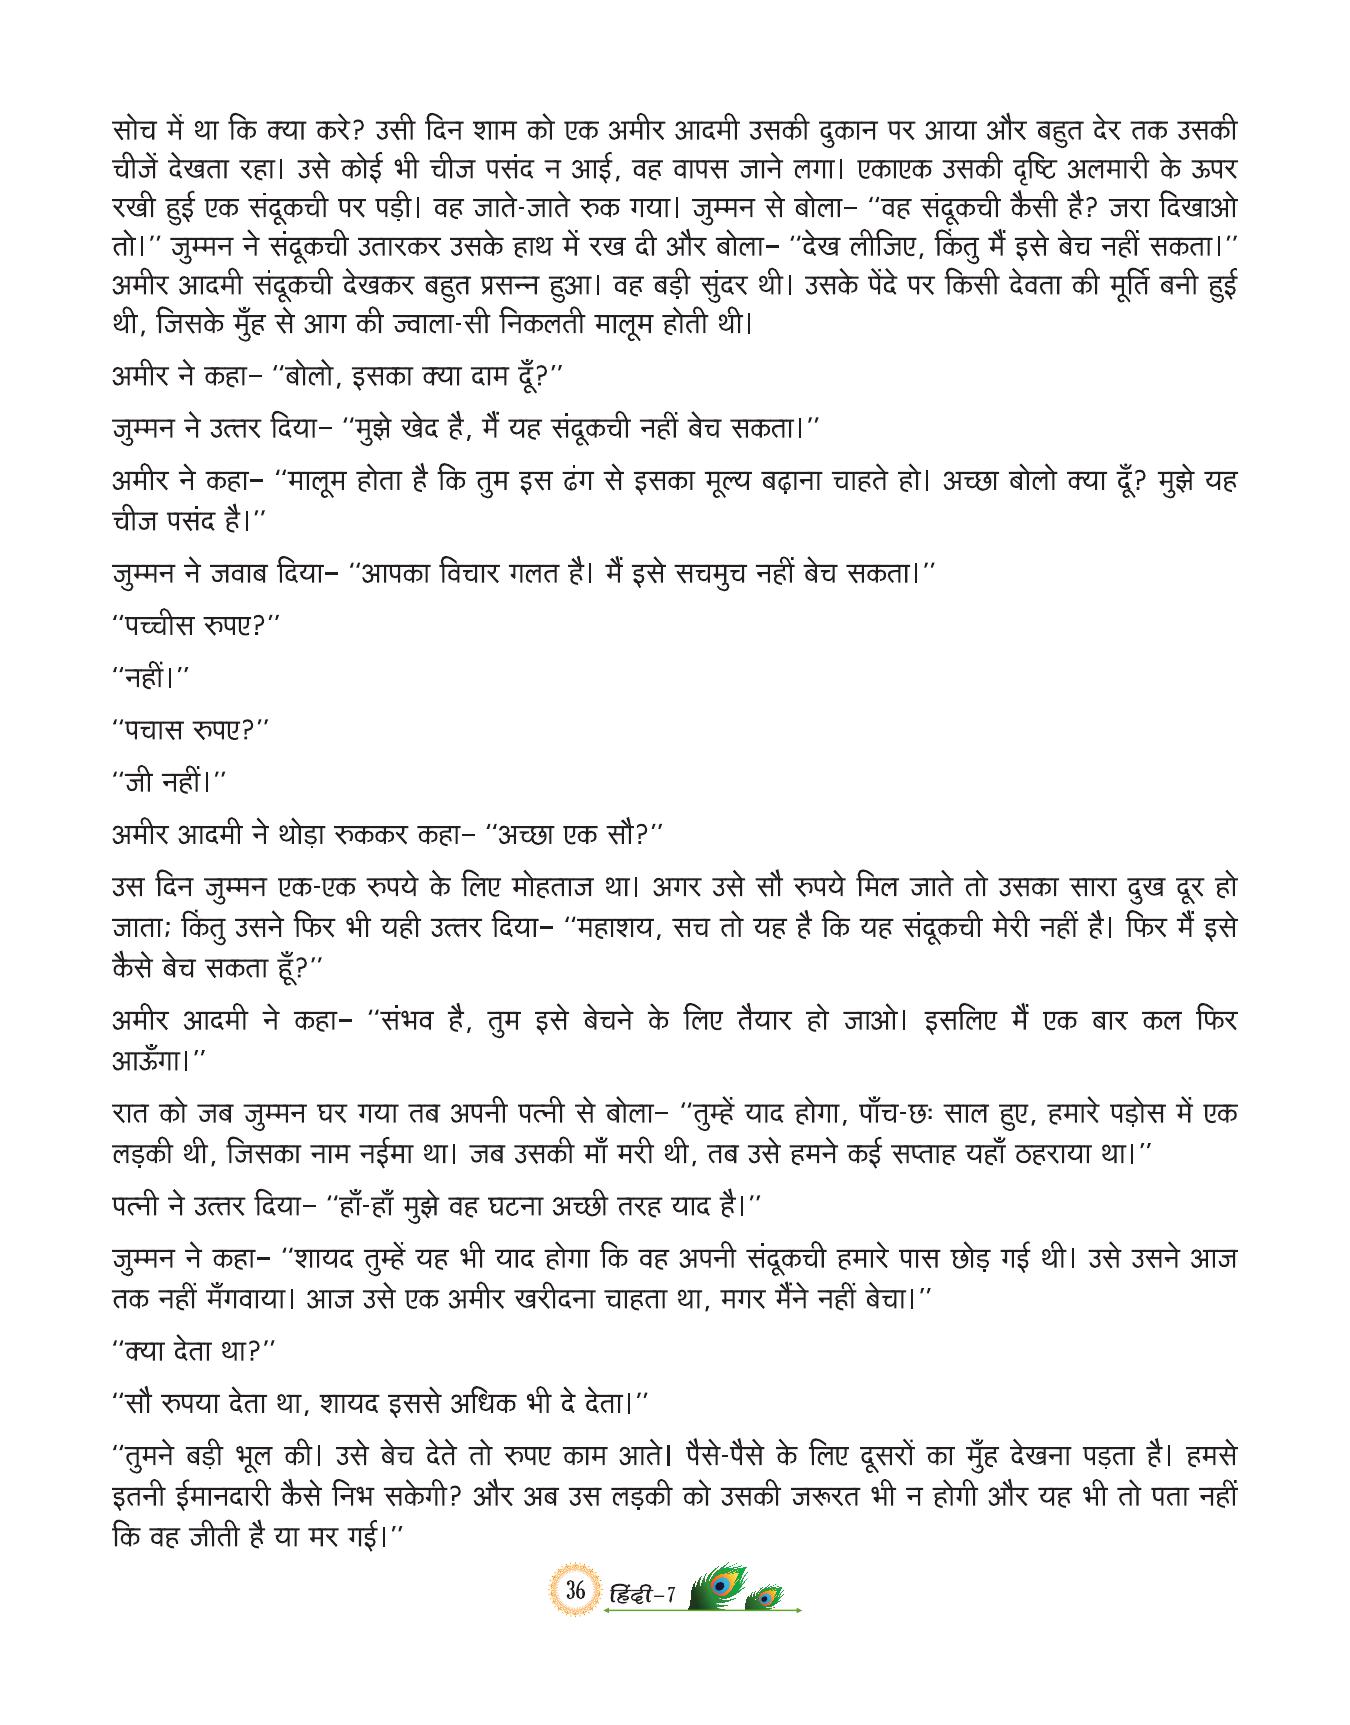 सोच में था कि क्या करे? उसी दिन शाम को एक अमीर आदमी उसकी दुकान पर आया और बहुत देर तक उसकी
चीजें देखता रहा। उसे कोई भी चीज पसंद न आई, वह वापस जाने लगा। एकाएक उसकी दृष्टि अलमारी के ऊपर
रखी हुई एक संदूकची पर पड़ी। वह जाते-जाते रुक गया। जुम्मन से बोला– ‘‘वह संदूकची कैसी है? जरा दिखाओ
तो।’’ जुम्मन ने संदूकची उतारकर उसके हाथ में रख दी और बोला– ‘‘देख लीजिए, किंतु मैं इसे बेच नहीं सकता।’’
अमीर आदमी संदूकची देखकर बहुत प्रसन्न हुआ। वह बड़ी सुंदर थी। उसके पेंदे पर किसी देवता की मूर्ति बनी हुई
थी, जिसके मुँह से आग की ज्वाला-सी निकलती मालूम होती थी।
अमीर ने कहा– ‘‘बोलो, इसका क्या दाम दूँ?’’
जुम्मन ने उत्तर दिया– ‘‘मुझे खेद है, मैं यह संदूकची नहीं बेच सकता।’’
अमीर ने कहा– ‘‘मालूम होता है कि तुम इस ढंग से इसका मूल्य बढ़ाना चाहते हो। अच्छा बोलो क्या दूँ? मुझे यह
चीज पसंद है।’’
जुम्मन ने जवाब दिया– ‘‘आपका विचार गलत है। मैं इसे सचमुच नहीं बेच सकता।’’
‘‘पच्चीस रुपए?’’
‘‘नहीं।’’
‘‘पचास रुपए?’’
‘‘जी नहीं।’’
अमीर आदमी ने थोड़ा रुककर कहा– ‘‘अच्छा एक सौ?’’
उस दिन जुम्मन एक-एक रुपये के लिए मोहताज था। अगर उसे सौ रुपये मिल जाते तो उसका सारा दुख दूर हो
जाता; किंतु उसने फिर भी यही उत्तर दिया– ‘‘महाशय, सच तो यह है कि यह संदूकची मेरी नहीं है। फिर मैं इसे
कैसे बेच सकता हूँ?’’
अमीर आदमी ने कहा– ‘‘संभव है, तुम इसे बेचने के लिए तैयार हो जाओ। इसलिए मैं एक बार कल फिर
आऊँगा।’’
रात को जब जुम्मन घर गया तब अपनी पत्नी से बोला– ‘‘तुम्हें याद होगा, पाँच-छः साल हुए, हमारे पड़ोस में एक
लड़की थी, जिसका नाम नईमा था। जब उसकी माँ मरी थी, तब उसे हमने कई सप्ताह यहाँ ठहराया था।’’
पत्नी ने उत्तर दिया– ‘‘हाँ-हाँ मुझे वह घटना अच्छी तरह याद है।’’
जुम्मन ने कहा– ‘‘शायद तुम्हें यह भी याद होगा कि वह अपनी संदूकची हमारे पास छोड़ गई थी। उसे उसने आज
तक नहीं मँगवाया। आज उसे एक अमीर खरीदना चाहता था, मगर मैंने नहीं बेचा।’’
‘‘क्या देता था?’’
‘‘सौ रुपया देता था, शायद इससे अधिक भी दे देता।’’
‘‘तुमने बड़ी भूल की। उसे बेच देते तो रुपए काम आते। पैसे-पैसे के लिए दूसरों का मुँह देखना पड़ता है। हमसे
इतनी ईमानदारी कैसे निभ सकेगी? और अब उस लड़की को उसकी जरूरत भी न होगी और यह भी तो पता नहीं
कि वह जीती है या मर गई।’’
36 हिंदी–7